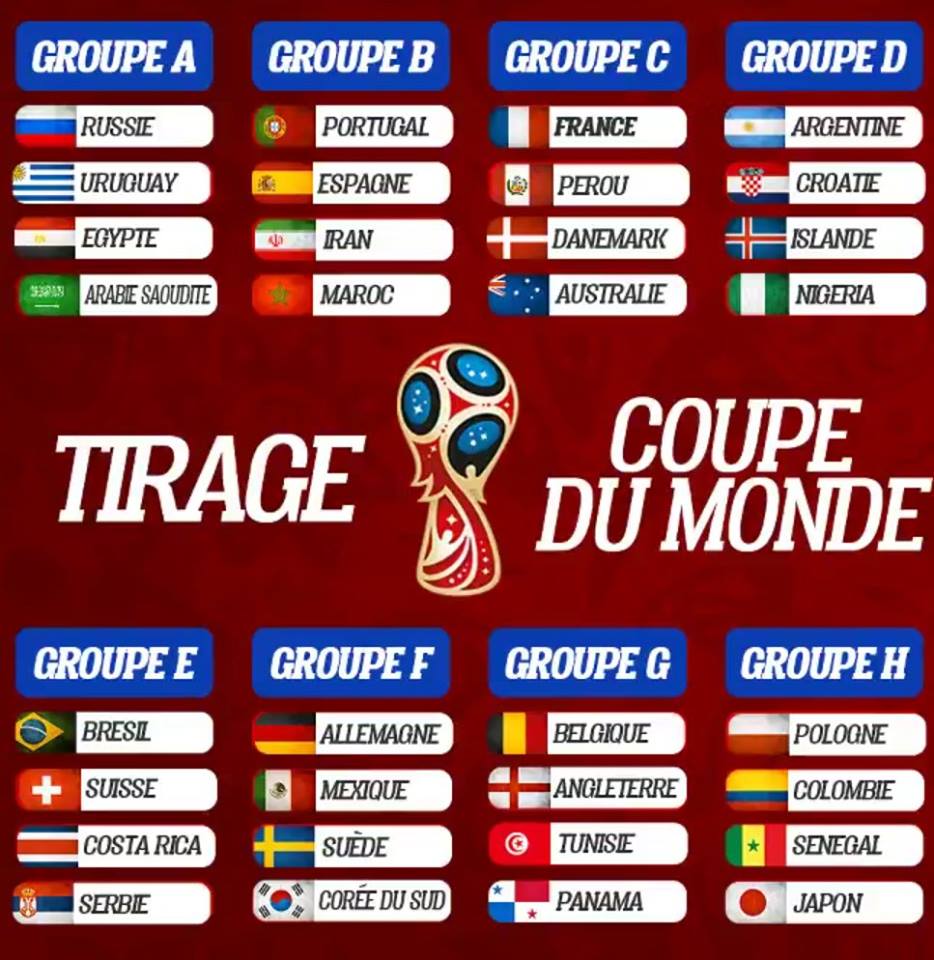 GROUPE A
RUSSIE
URUGUAY
EGYPTE
ARABIE SAOUDITE
GROUPE B
PORTUGAL
ESPAGNE
IRAN
MAROC
GROUPE C
FRANCE
PEROU
DANEMARK
AUSTRALIE
GROUPE D
ARGENTINE
CROATIE
ISLANDE
NIGERIA
TIRAGE
COUPE
DU MONDE
GROUPE E
BRESIL
SUISSE
COSTA RICA
SERBIE
GROUPE F
ALLEMAGNE
MEXIQUE
SUÈDE
CORÉE DU SUD
GROUPE G
BELGIQUE
ANGLETERRE
TUNISIE
PANAMA
GROUPE H
POLOGNE
COLOMBIE
SENEGAL
JAPON